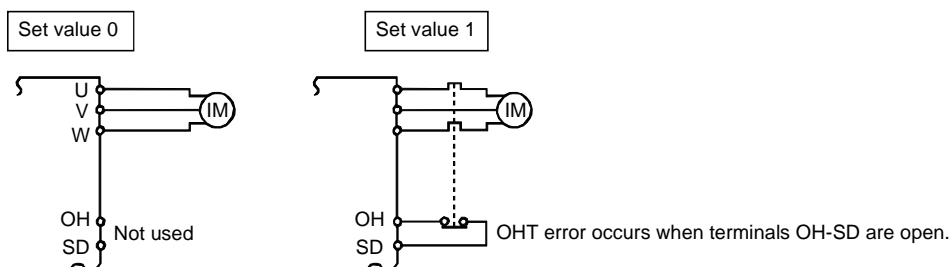 Set value 0
Set value 1
U
V
W
IM
IM
OH
SD
Not used
OH
SD
OHT error occurs when terminals OH-SD are open.